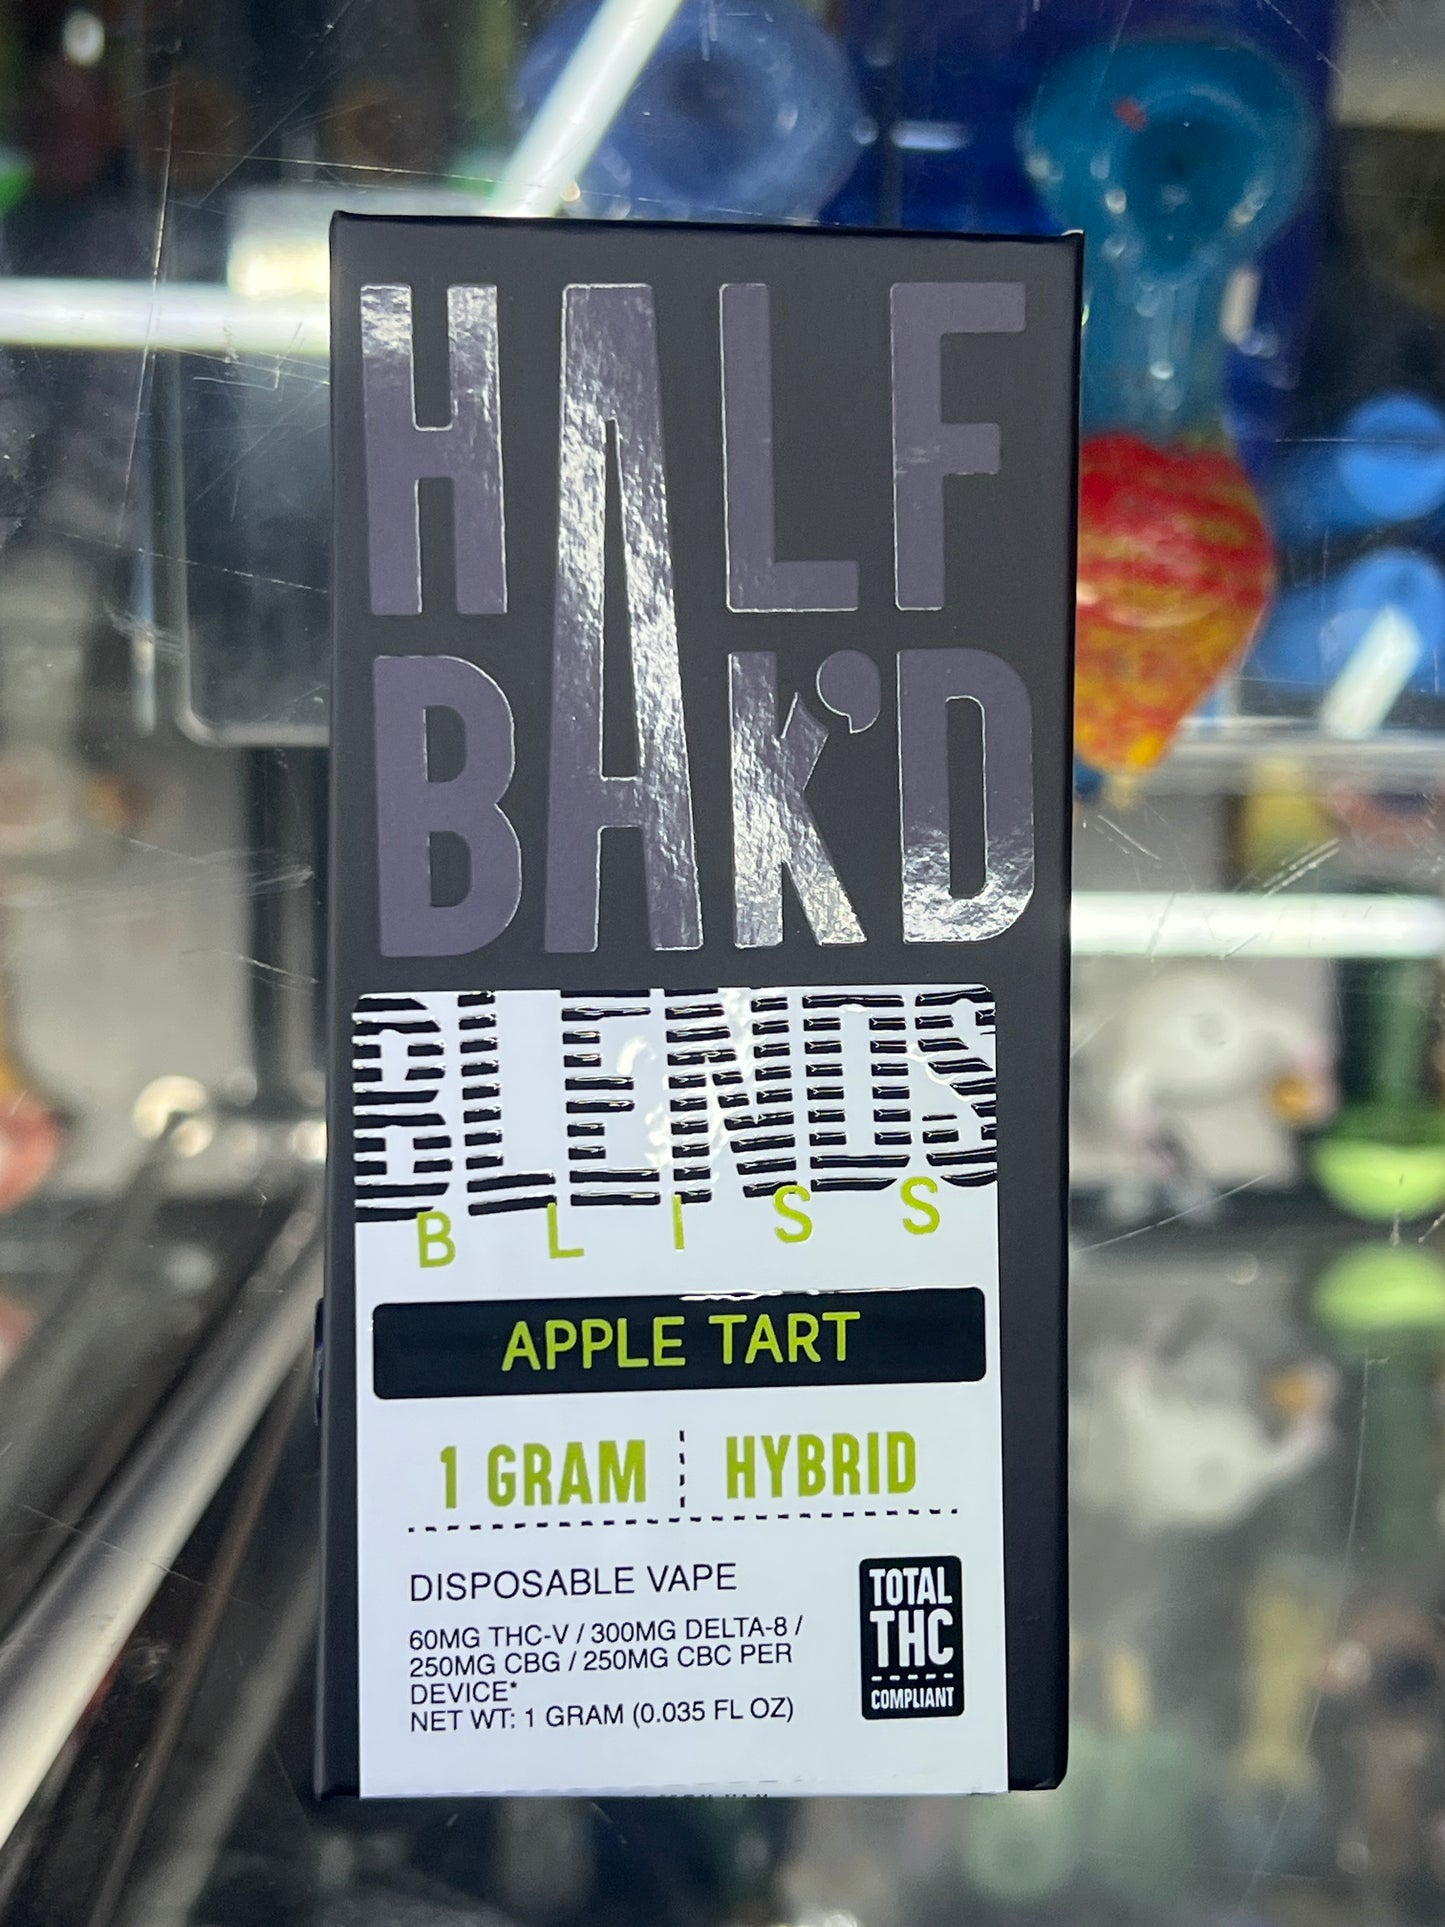 HALF
BAK'D
BLENDS
BLISS
APPLE TART
1 GRAM HYBRID
DISPOSABLE VAPE
60MG THC-V / 300MG DELTA-8 /
250MG CBG / 250MG CBC PER
DEVICE*
NET WT: 1 GRAM (0.035 FL OZ)
TOTAL
THC
COMPLIANT